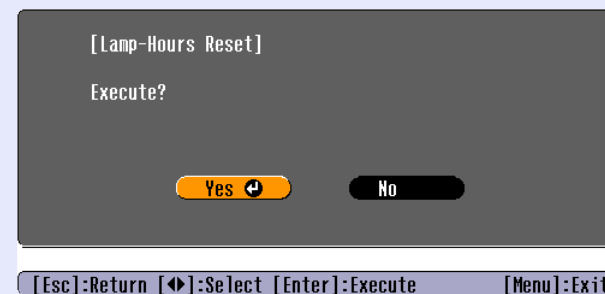 [Lamp-Hours Reset]
Execute?
Yes No
[Esc]:Return [◆]:Select [Enter]:Execute [Menu]:Exit